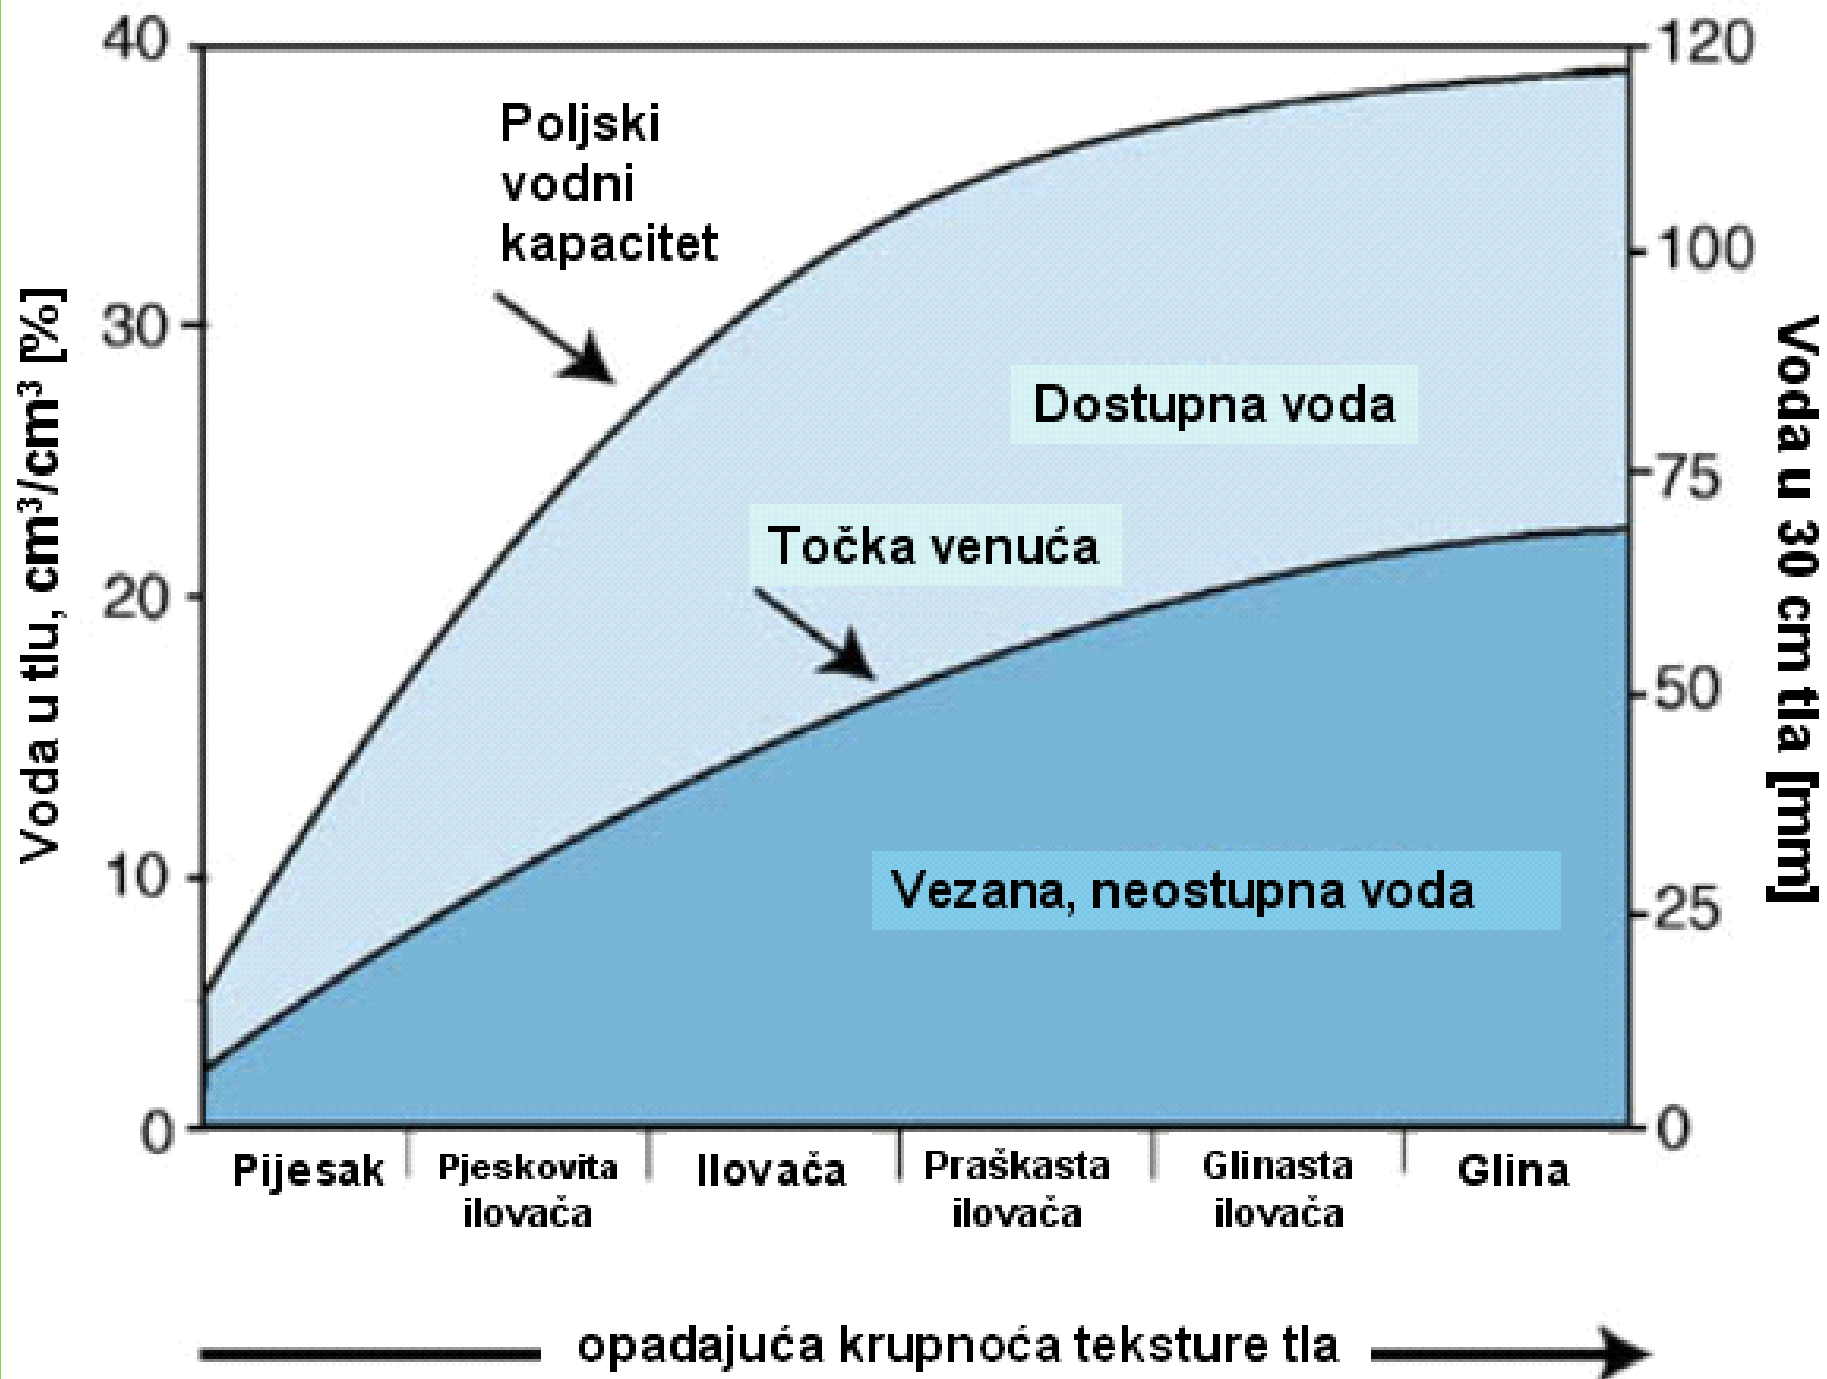 40
30
20
10
0
Voda u tlu, cm³/cm³ [%]
Poljski
vodni
kapacitet
Dostupna voda
Točka venuća
Vezana, neostupna voda
120
100
75
50
25
0
Voda u 30 cm tla [mm]
Pijesak
Pjeskovita
ilovača
Ilovača
Praškasta
ilovača
Glinasta
ilovača
Glina
opadajuća krupnoća teksture tla